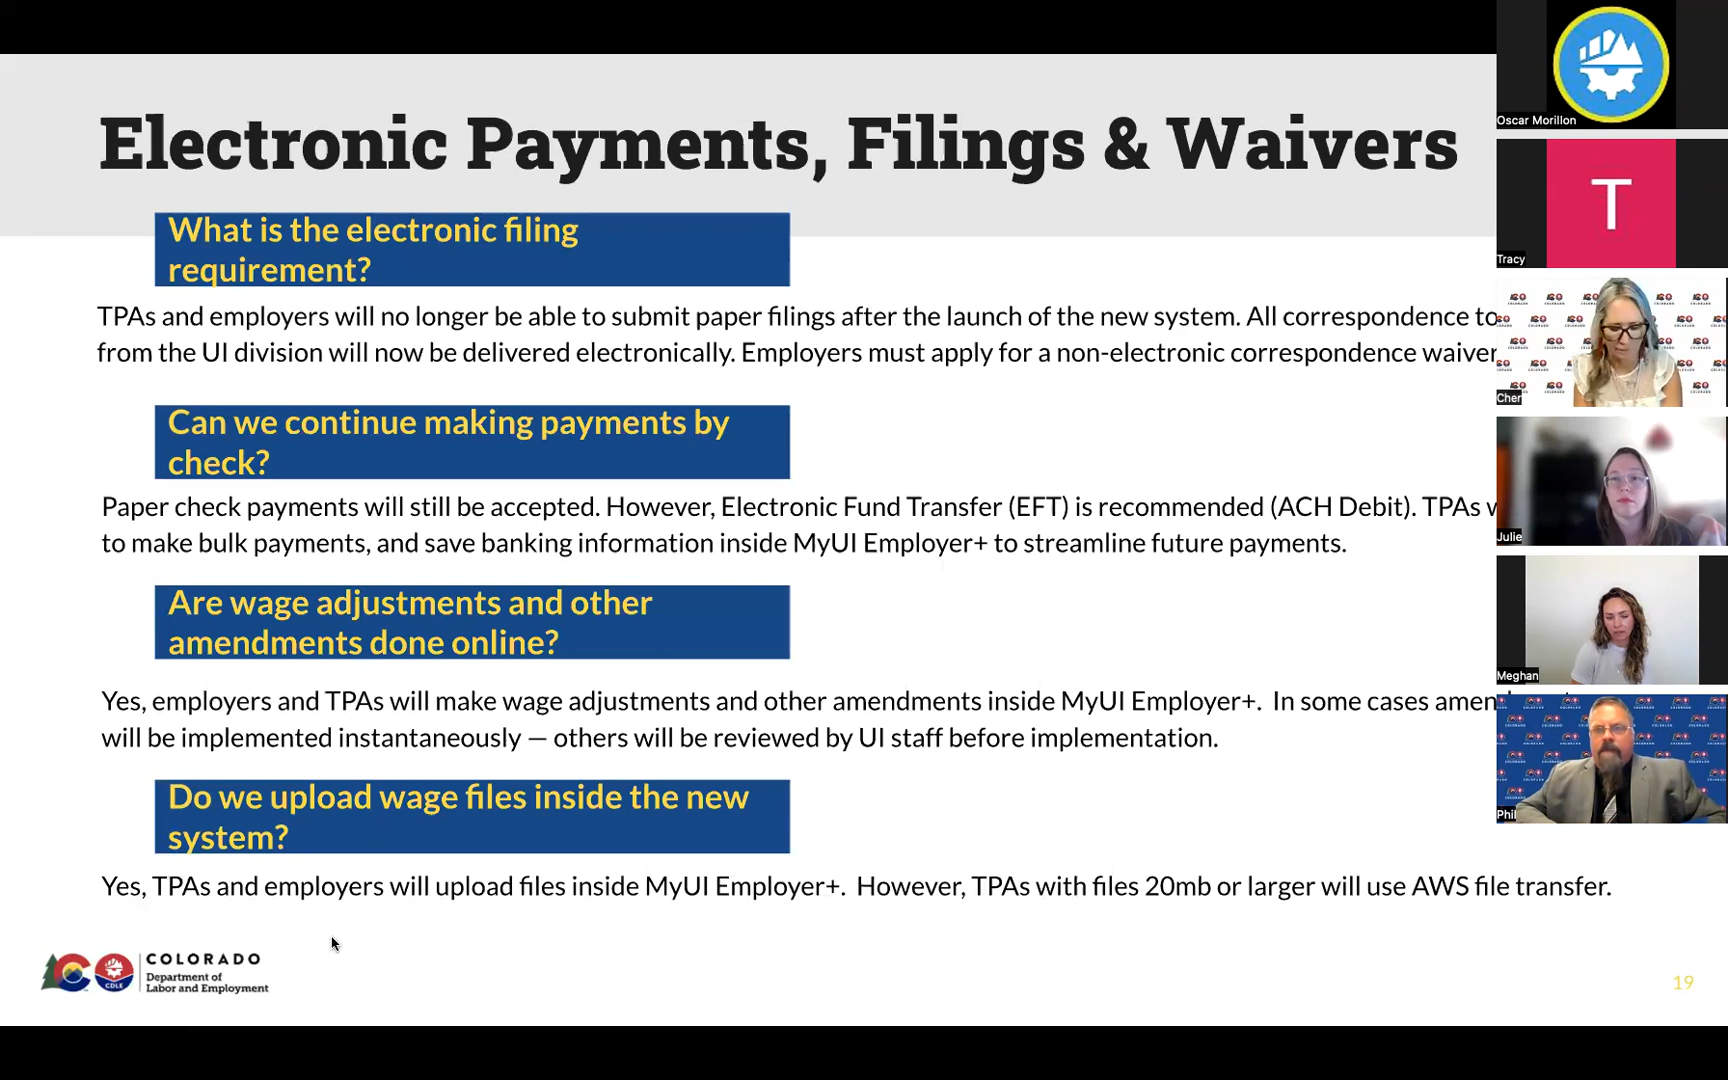 Electronic Payments, Filings & Waivers
What is the electronic filing
requirement?
TPAs and employers will no longer be able to submit paper filings after the launch of the new system. All correspondence to
from the UI division will now be delivered electronically. Employers must apply for a non-electronic correspondence waiver
Can we continue making payments by
check?
Paper check payments will still be accepted. However, Electronic Fund Transfer (EFT) is recommended (ACH Debit). TPAs
to make bulk payments, and save banking information inside MyUI Employer+ to streamline future payments.
Are wage adjustments and other
amendments done online?
Yes, employers and TPAs will make wage adjustments and other amendments inside MyUI Employer+. In some cases
will be implemented instantaneously — others will be reviewed by UI staff before implementation.
Do we upload wage files inside the new
system?
Yes, TPAs and employers will upload files inside MyUI Employer+. However, TPAs with files 20mb or larger will use AWS file transfer.
COLORADO
Department of
Labor and Employment
CDLE
19
Oscar Morillon
T
Tracy
Cher
Julie
Meghan
Phil